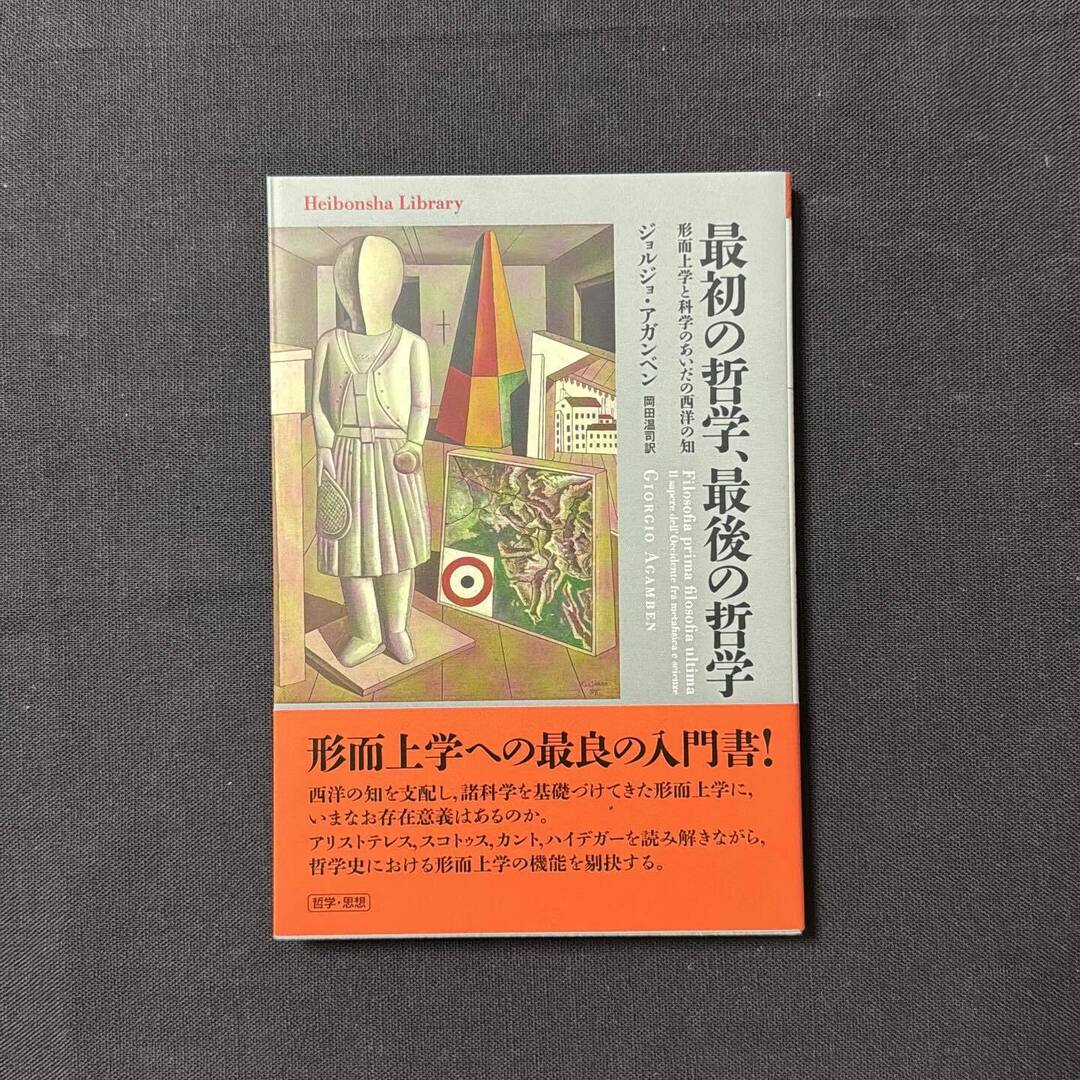 Heibonsha Library
最初の哲学、最後の哲学
形而上学と科学のあいだの西洋の知
ジョルジョ・アガンベン
岡田温司訳
Filosofia prima filosofia ultima
Il sapere dell'Occidente fra metafisica e scienze
GIORGIO AGAMBEN
形而上学への最良の入門書!
西洋の知を支配し,諸科学を基礎づけてきた形而上学に,
いまなお存在意義はあるのか。
アリストテレス,スコトゥス,カント,ハイデガーを読み解きながら,
哲学史における形而上学の機能を剔抉する。
哲学・思想